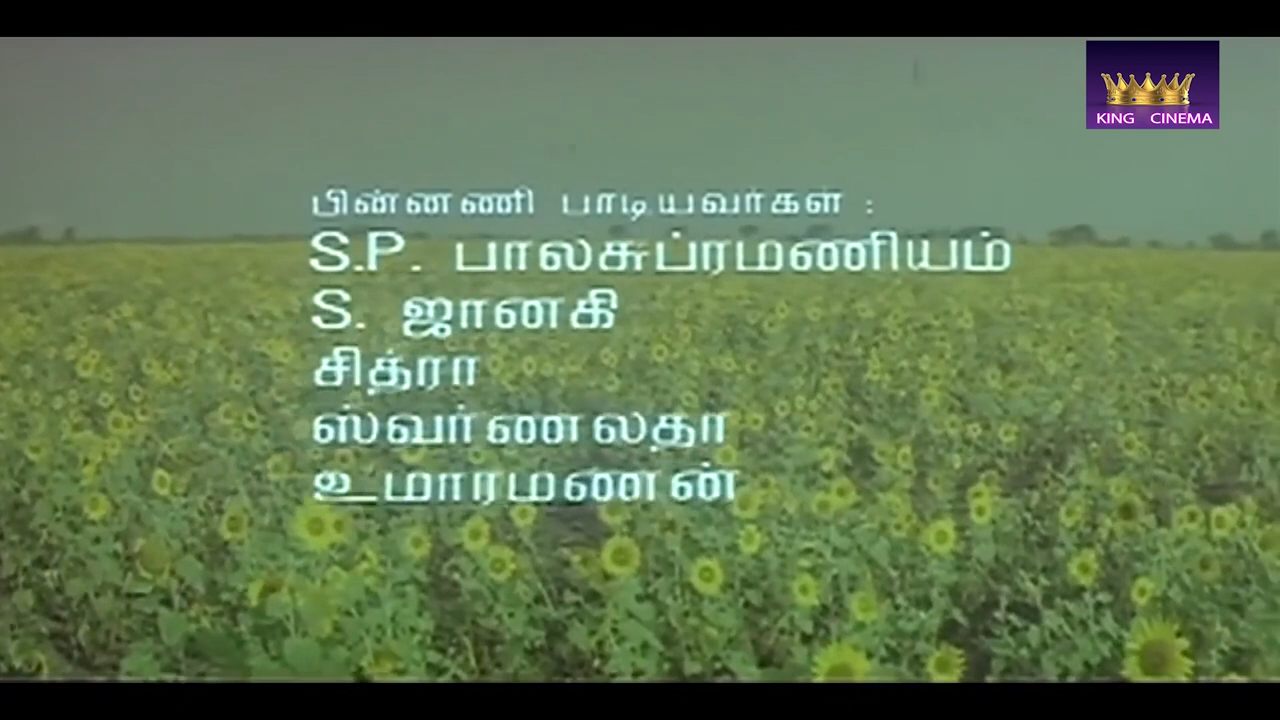 KING CINEMA
பின்னணி பாடியவர்கள் :
S.P. பாலசுப்ரமணியம்
S. ஜானகி
சித்ரா
ஸ்வர்ணலதா
உமாரமணன்